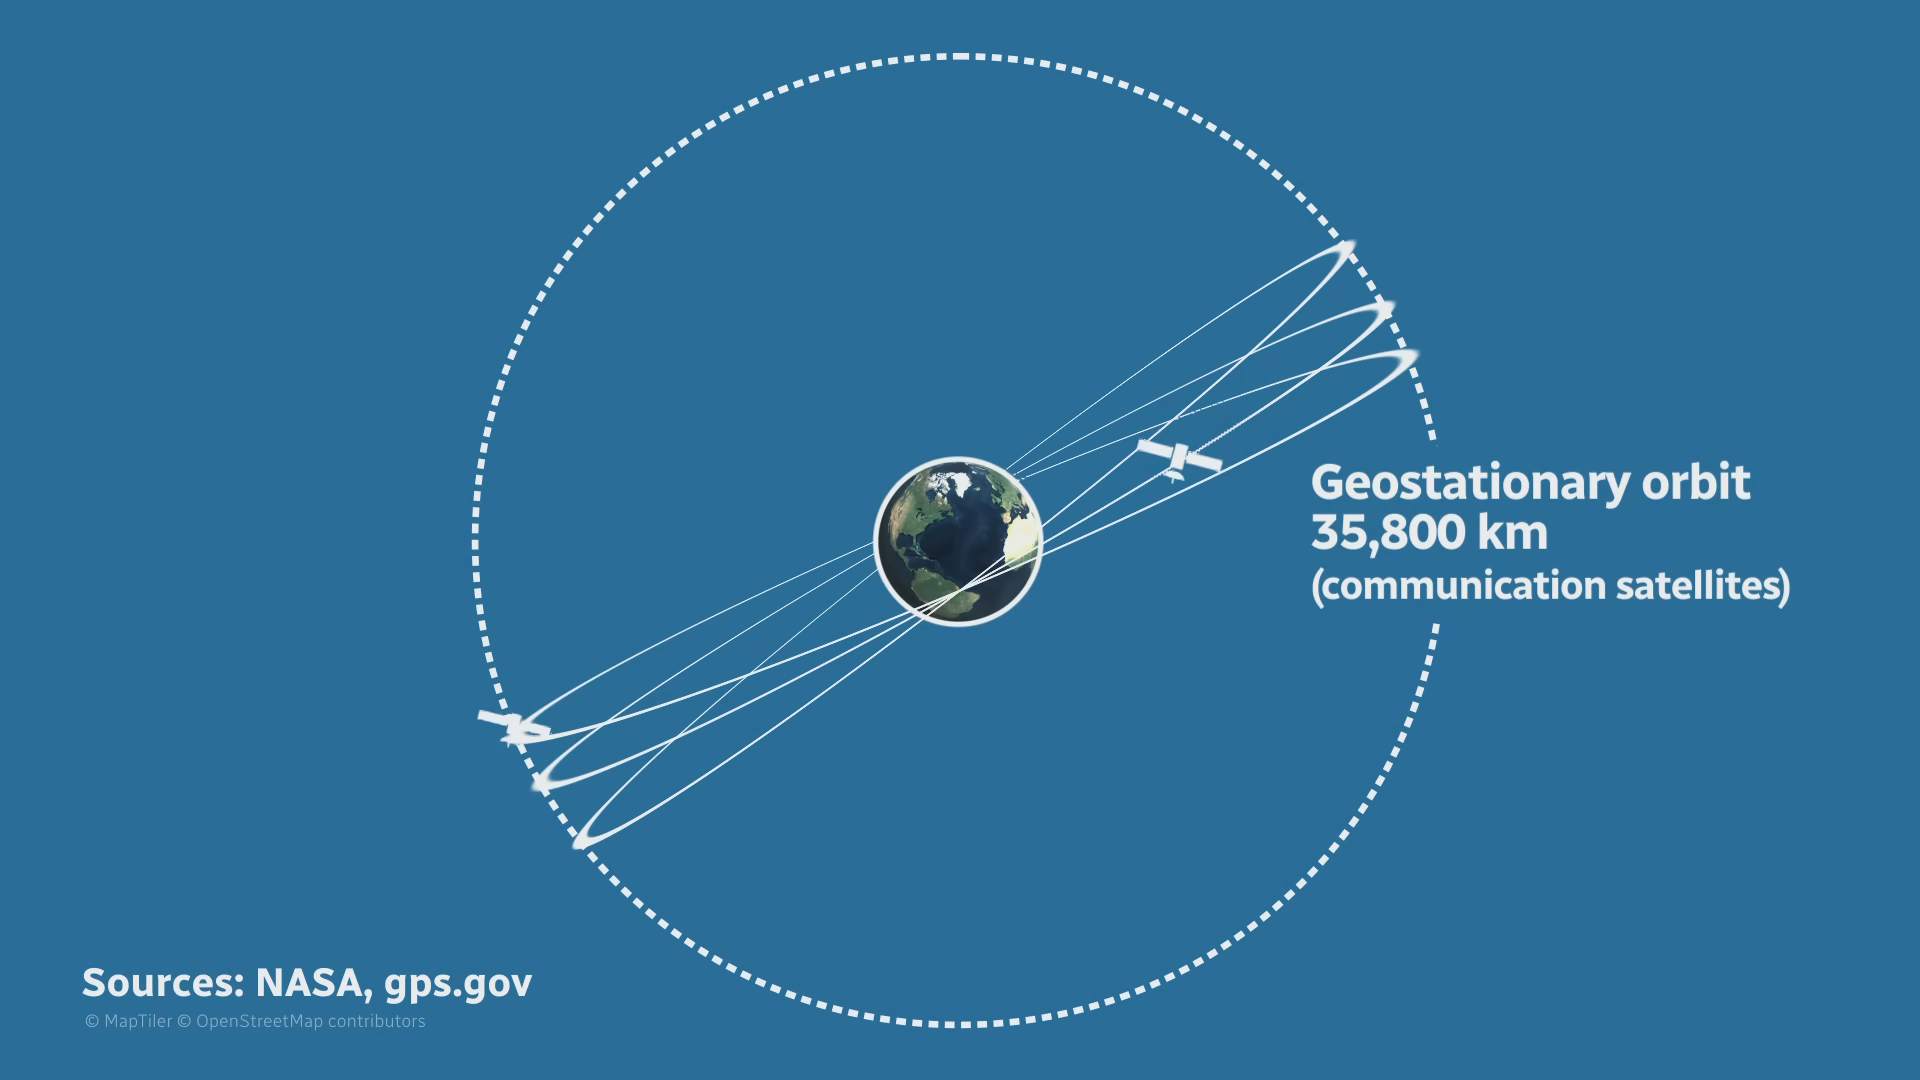 Geostationary orbit
35,800 km
(communication satellites)
Sources: NASA, gps.gov
© MapTiler © OpenStreetMap contributors